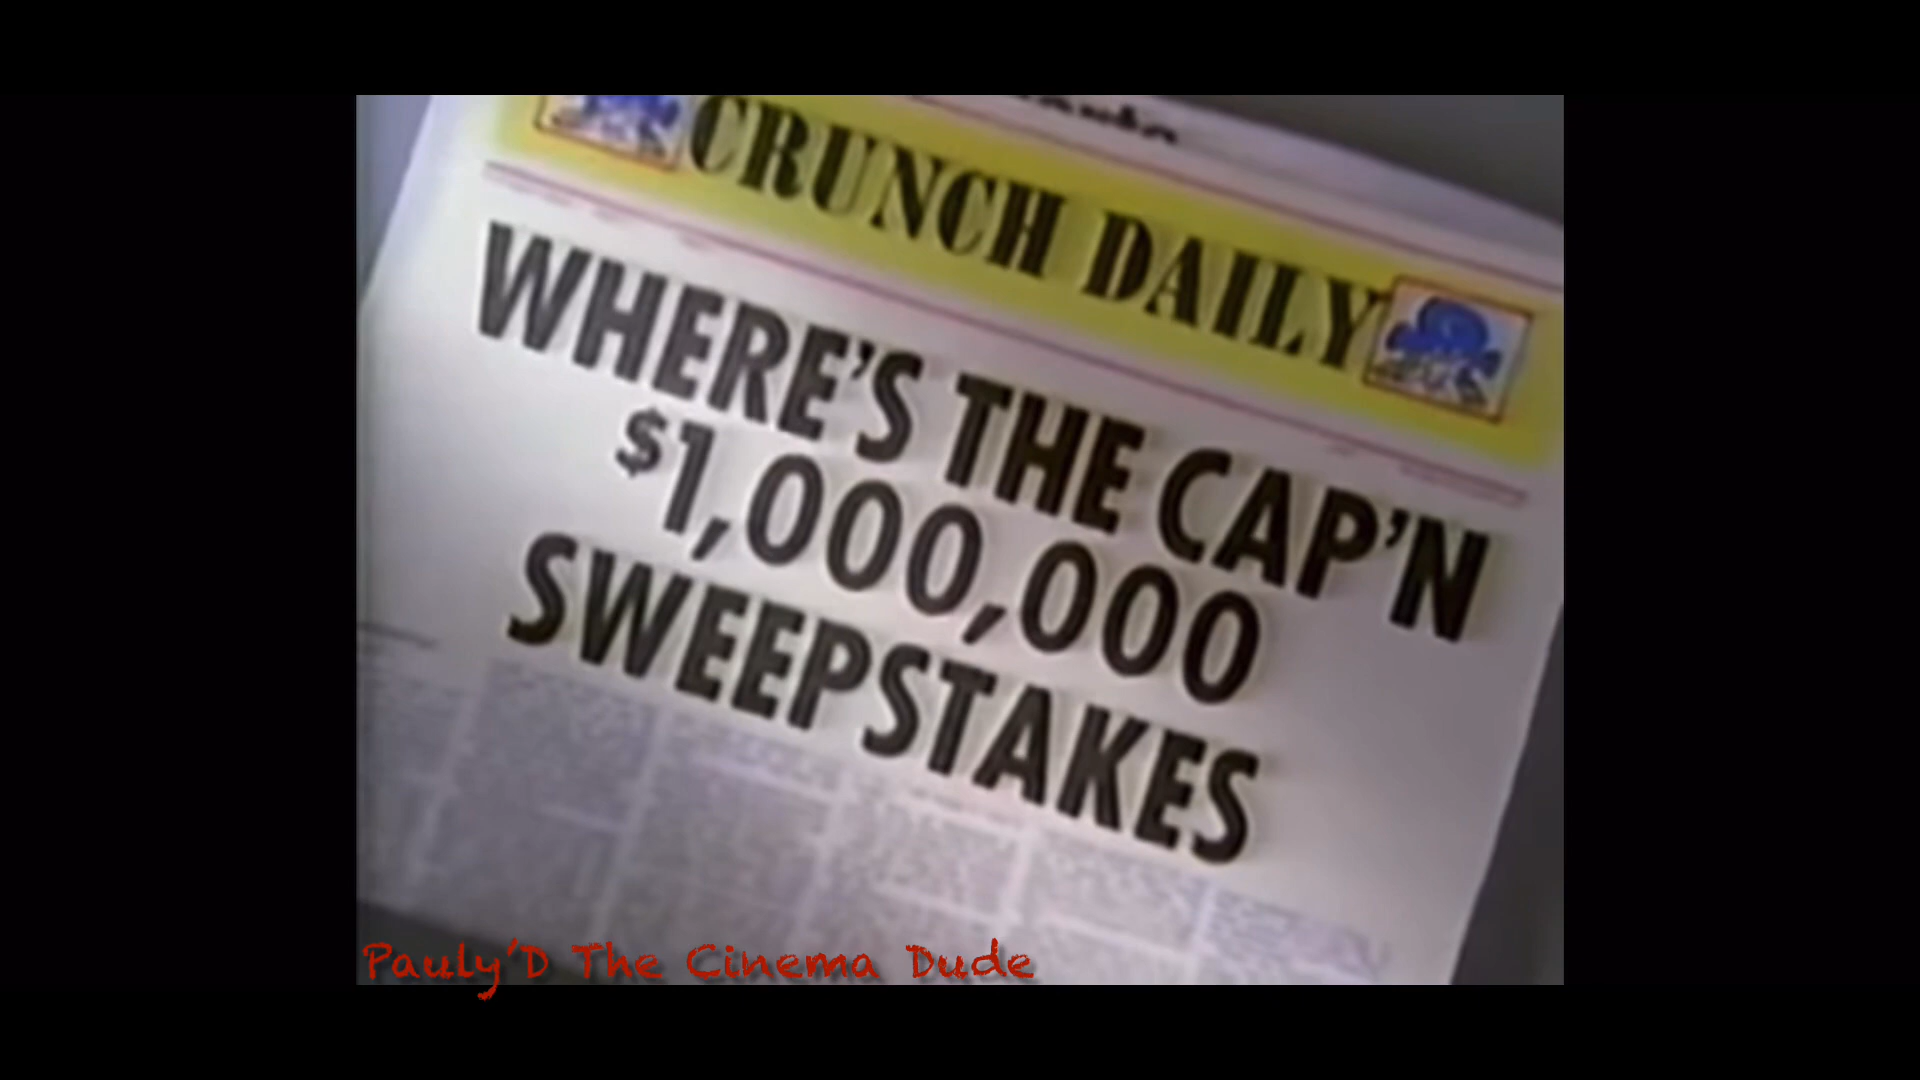 CRUNCH DAILY
WHERE'S THE CAP'N
$1,000,000
SWEEPSTAKES
Pauly'D The Cinema Dude